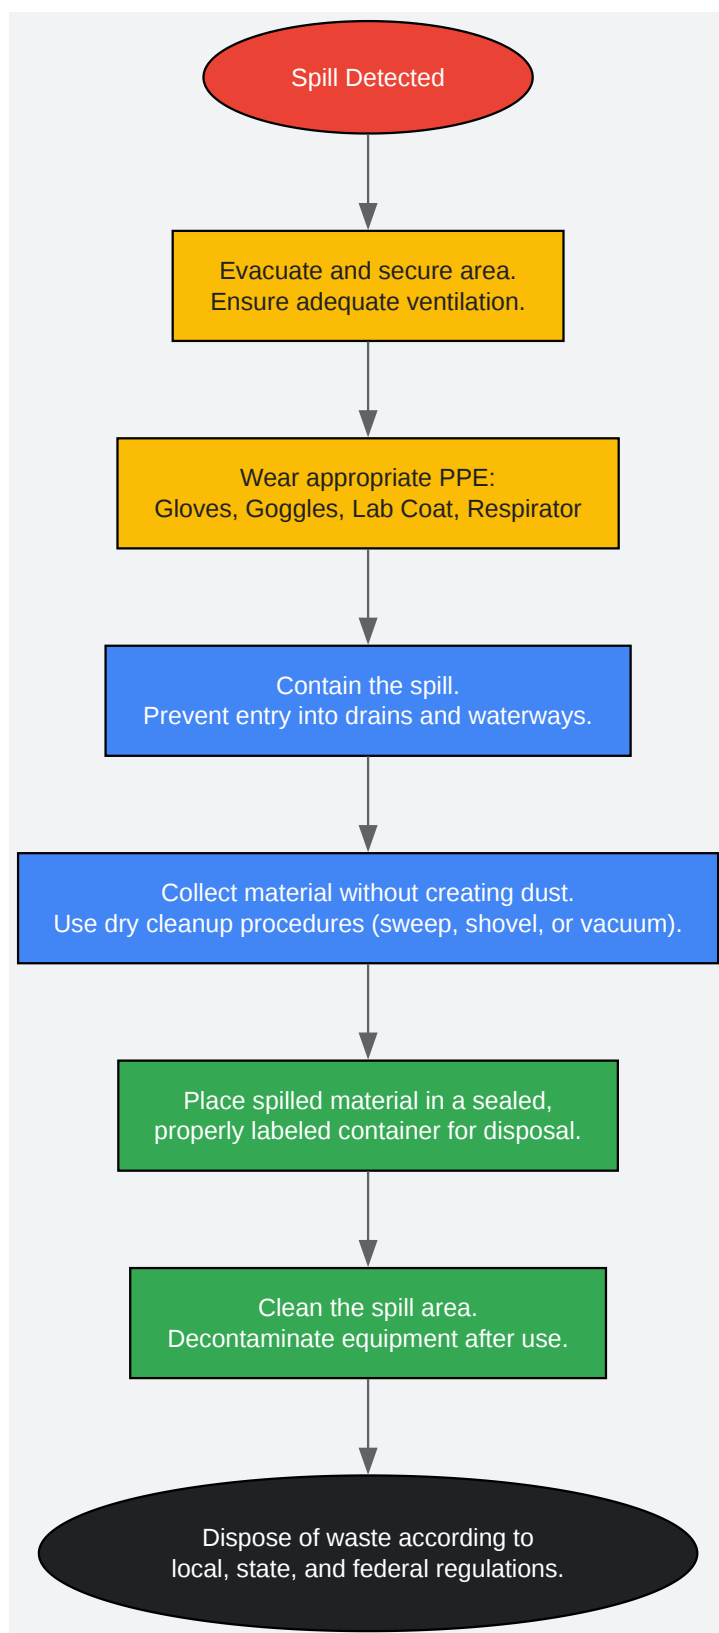 Spill Detected
Evacuate and secure area.
Ensure adequate ventilation.
Wear appropriate PPE:
Gloves, Goggles, Lab Coat, Respirator
Contain the spill.
Prevent entry into drains and waterways.
Collect material without creating dust.
Use dry cleanup procedures (sweep, shovel, or vacuum).
Place spilled material in a sealed,
properly labeled container for disposal.
Clean the spill area.
Decontaminate equipment after use.
Dispose of waste according to
local, state, and federal regulations.